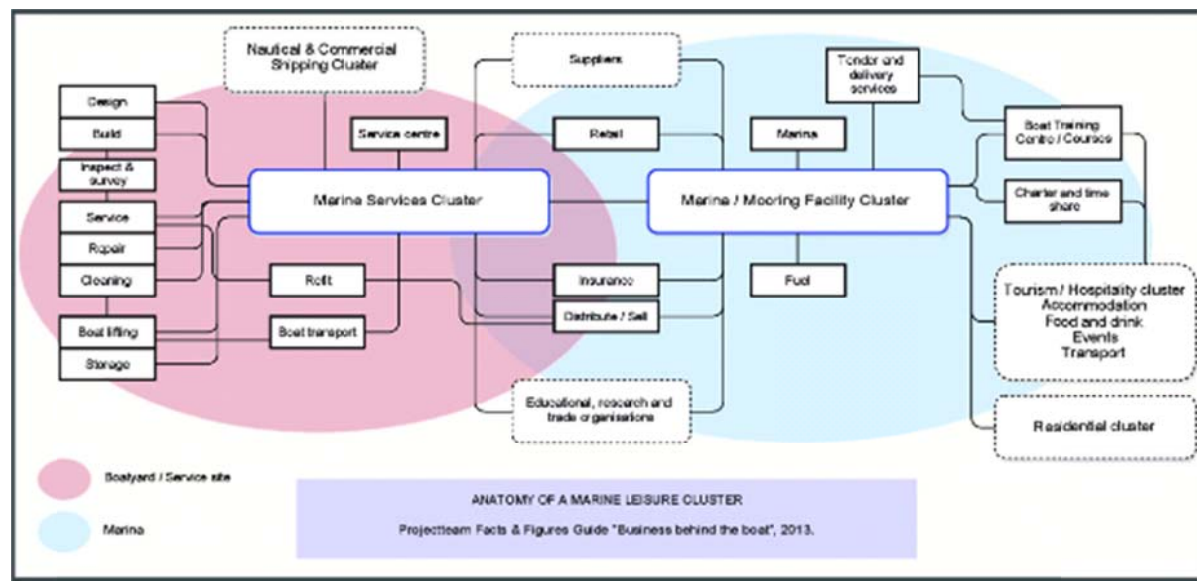 Nautical & Commercial
Shipping Cluster
Suppliers
Tender and
delivery
services
Design
Build
Service centre
Retail
Marina
Boat Training
Centre / Courses
Inspect &
survey
Marine Services Cluster
Marina / Mooring Facility Cluster
Charter and time
share
Service
Repair
Cleaning
Refit
Insurance
Fuel
Distribute / Sell
Tourism / Hospitality cluster
Accommodation
Food and drink
Events
Transport
Boat lifting
Boat transport
Storage
Educational, research and
trade organisations
Residential cluster
Boatyard / Service site
Marina
ANATOMY OF A MARINE LEISURE CLUSTER
Projectteam Facts & Figures Guide "Business behind the boat", 2013.